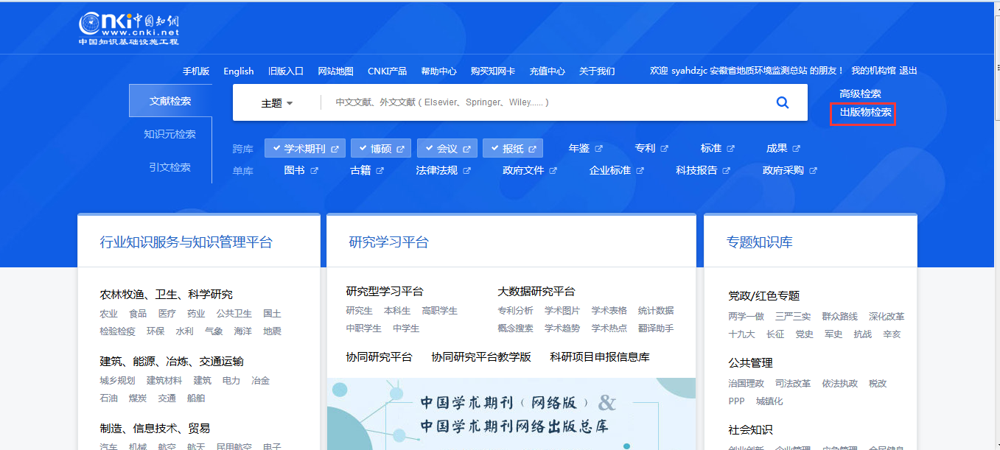 cnki中国知网
www.cnki.net
中国知识基础设施工程
手机版 English 旧版入口 网站地图 CNKI产品 帮助中心 购买知网卡 充值中心 关于我们 欢迎 syahdzjc 安徽省地质环境监测总站 的朋友！ 我的机构馆 退出
文献检索 主题 中文文献、外文文献（Elsevier、Springer、Wiley......） 高级检索
出版物检索
知识元检索
引文检索
跨库 学术期刊 博硕 会议 报纸 年鉴 专利 标准 成果
单库 图书 古籍 法律法规 政府文件 企业标准 科技报告 政府采购
行业知识服务与知识管理平台
农林牧渔、卫生、科学研究
农业 食品 医疗 药业 公共卫生 国土
检验检疫 环保 水利 气象 海洋 地震
建筑、能源、冶炼、交通运输
城乡规划 建筑材料 建筑 电力 冶金
石油 煤炭 交通 船舶
制造、信息技术、贸易
汽车 机械 航空 航天 民用航空 电子
研究学习平台
研究型学习平台
研究生 本科生 高职学生
中职学生 中学生
大数据研究平台
专利分析 学术图片 学术表格 统计数据
概念搜索 学术趋势 学术热点 翻译助手
协同研究平台 协同研究平台教学版 科研项目申报信息库
中国学术期刊（网络版）&
中国学术期刊网络出版总库
专题知识库
党政/红色专题
两学一做 三严三实 群众路线 深化改革
十九大 长征 党史 军史 抗战 辛亥
公共管理
治国理政 司法改革 依法执政 税改
PPP 城镇化
社会知识
创业创新 企业管理 应急管理 全民健身